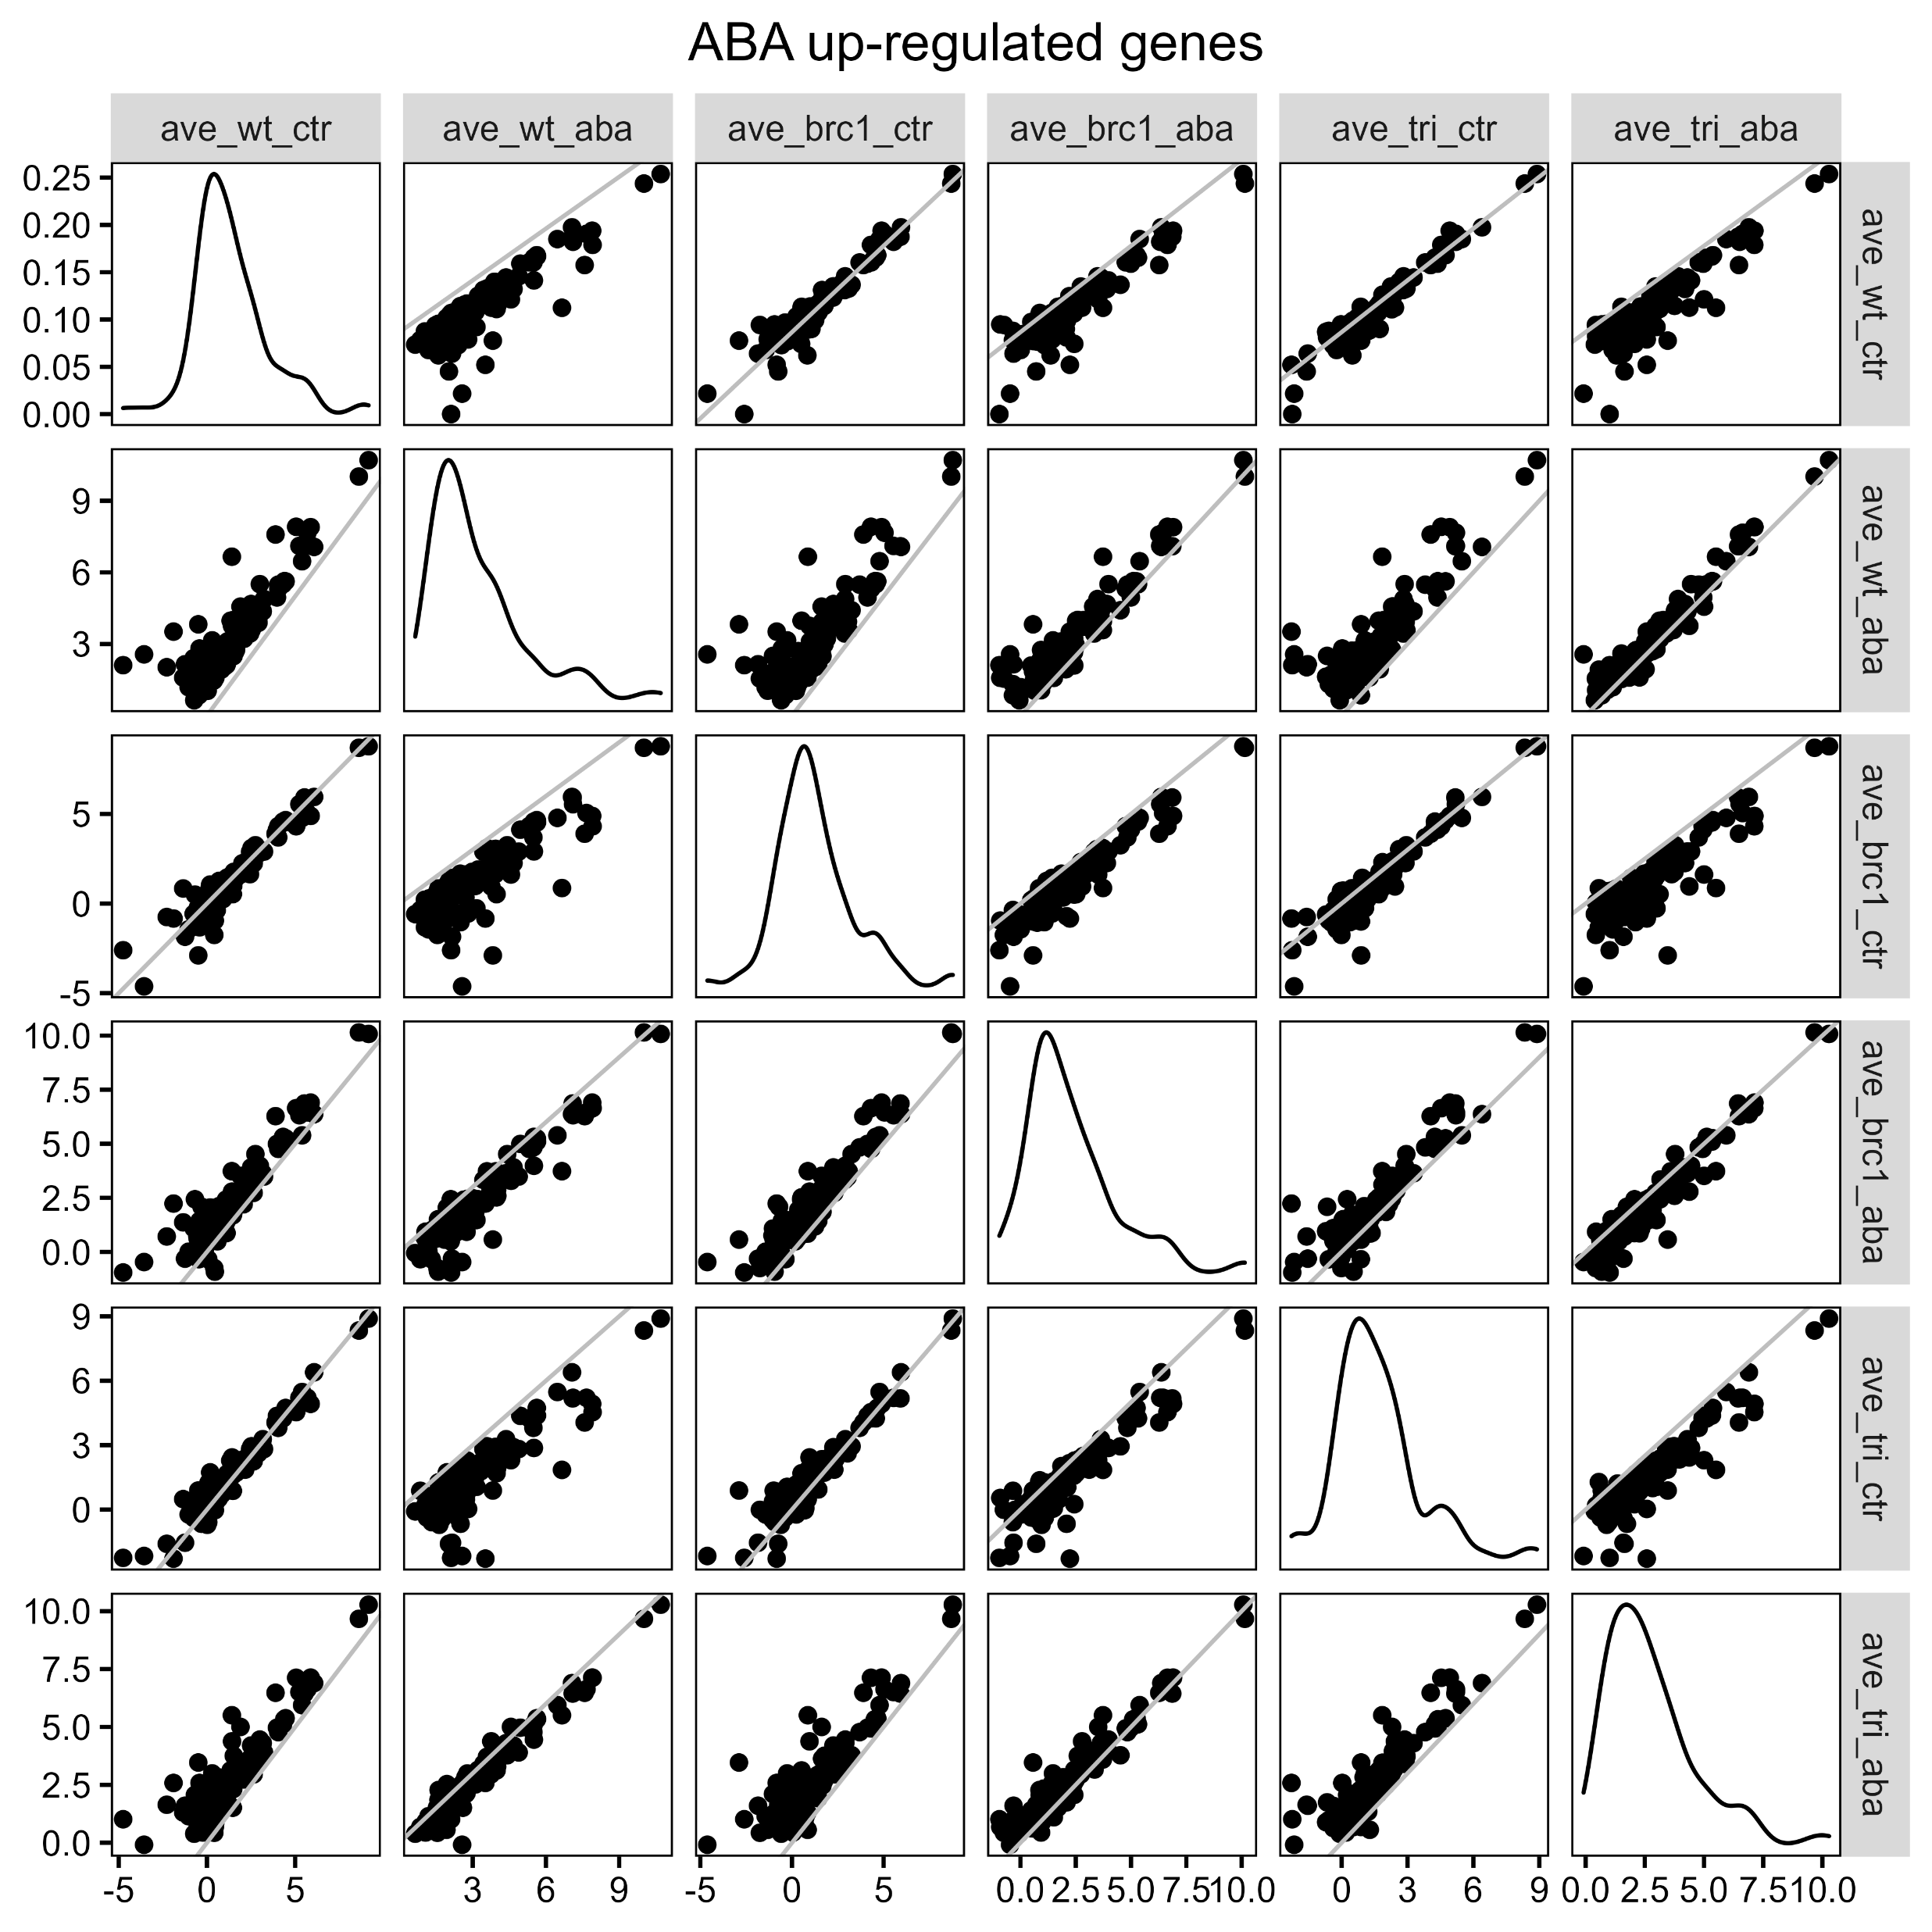 ABA up-regulated genes
ave_wt_ctr ave_wt_aba ave_brc1_ctr ave_brc1_aba ave_tri_ctr ave_tri_aba
0.25
0.20
0.15
0.10
0.05
0.00
ave_wt_ctr
9
6
3
ave_wt_aba
5
0
-5
ave_brc1_ctr
10.0
7.5
5.0
2.5
0.0
ave_brc1_aba
9
6
3
0
ave_tri_ctr
10.0
7.5
5.0
2.5
0.0
ave_tri_aba
-5 0 5 3 6 9 -5 0 5 0.0 2.5 5.0 7.5 10.0 0 3 6 9 0.0 2.5 5.0 7.5 10.0